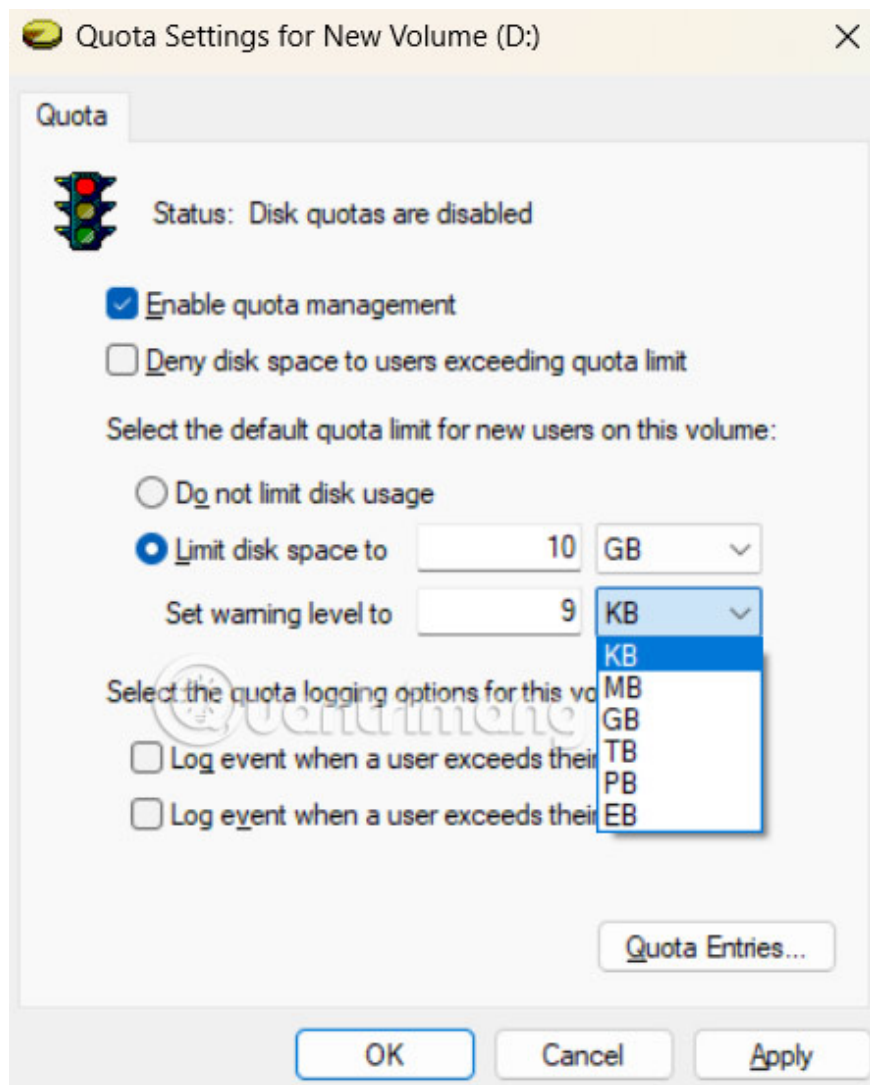 Quota Settings for New Volume (D:)
Quota
Status: Disk quotas are disabled
Enable quota management
Deny disk space to users exceeding quota limit
Select the default quota limit for new users on this volume:
Do not limit disk usage
Limit disk space to 10 GB
Set warning level to 9 KB
KB
Select the quota logging options for this vo
MB
GB
Quantrimang
TB
Log event when a user exceeds their
PB
Log event when a user exceeds their
EB
Quota Entries...
OK Cancel Apply